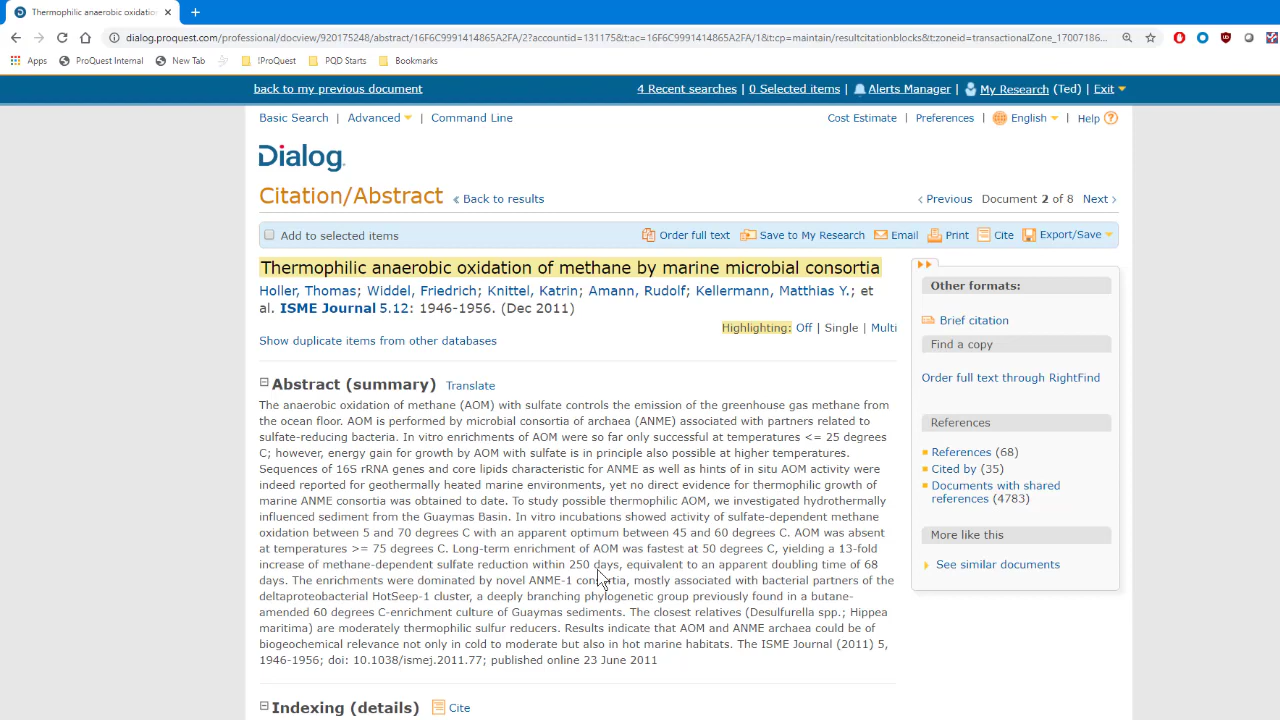 Thermophilic anaerobic oxidatio
dialog.proquest.com/professional/docview/920175248/abstract/16F6C9991414865A2FA/2?accountid=131175&t:ac=16F6C9991414865A2FA/1&t:cp=maintain/resultcitationblocks&t:zoneid=transactionalZone_17007186...
Apps ProQuest Internal New Tab !ProQuest PQD Starts Bookmarks
back to my previous document 4 Recent searches | 0 Selected items | Alerts Manager | My Research (Ted) | Exit
Basic Search | Advanced | Command Line Cost Estimate | Preferences | English | Help ?
Dialog
Citation/Abstract Back to results Previous Document 2 of 8 Next
Add to selected items Order full text Save to My Research Email Print Cite Export/Save
Thermophilic anaerobic oxidation of methane by marine microbial consortia
Holler, Thomas; Widdel, Friedrich; Knittel, Katrin; Amann, Rudolf; Kellermann, Matthias Y.; et
al. ISME Journal 5.12: 1946-1956. (Dec 2011)
Highlighting: Off | Single | Multi
Show duplicate items from other databases
Abstract (summary) Translate
The anaerobic oxidation of methane (AOM) with sulfate controls the emission of the greenhouse gas methane from
the ocean floor. AOM is performed by microbial consortia of archaea (ANME) associated with partners related to
sulfate-reducing bacteria. In vitro enrichments of AOM were so far only successful at temperatures <= 25 degrees
C; however, energy gain for growth by AOM with sulfate is in principle also possible at higher temperatures.
Sequences of 16S rRNA genes and core lipids characteristic for ANME as well as hints of in situ AOM activity were
indeed reported for geothermally heated marine environments, yet no direct evidence for thermophilic growth of
marine ANME consortia was obtained to date. To study possible thermophilic AOM, we investigated hydrothermally
influenced sediment from the Guaymas Basin. In vitro incubations showed activity of sulfate-dependent methane
oxidation between 5 and 70 degrees C with an apparent optimum between 45 and 60 degrees C. AOM was absent
at temperatures >= 75 degrees C. Long-term enrichment of AOM was fastest at 50 degrees C, yielding a 13-fold
increase of methane-dependent sulfate reduction within 250 days, equivalent to an apparent doubling time of 68
days. The enrichments were dominated by novel ANME-1 consortia, mostly associated with bacterial partners of the
deltaproteobacterial HotSeep-1 cluster, a deeply branching phylogenetic group previously found in a butane-
amended 60 degrees C-enrichment culture of Guaymas sediments. The closest relatives (Desulfurella spp.; Hippea
maritima) are moderately thermophilic sulfur reducers. Results indicate that AOM and ANME archaea could be of
biogeochemical relevance not only in cold to moderate but also in hot marine habitats. The ISME Journal (2011) 5,
1946-1956; doi: 10.1038/ismej.2011.77; published online 23 June 2011
Indexing (details) Cite
Other formats:
Brief citation
Find a copy
Order full text through RightFind
References
References (68)
Cited by (35)
Documents with shared
references (4783)
More like this
See similar documents